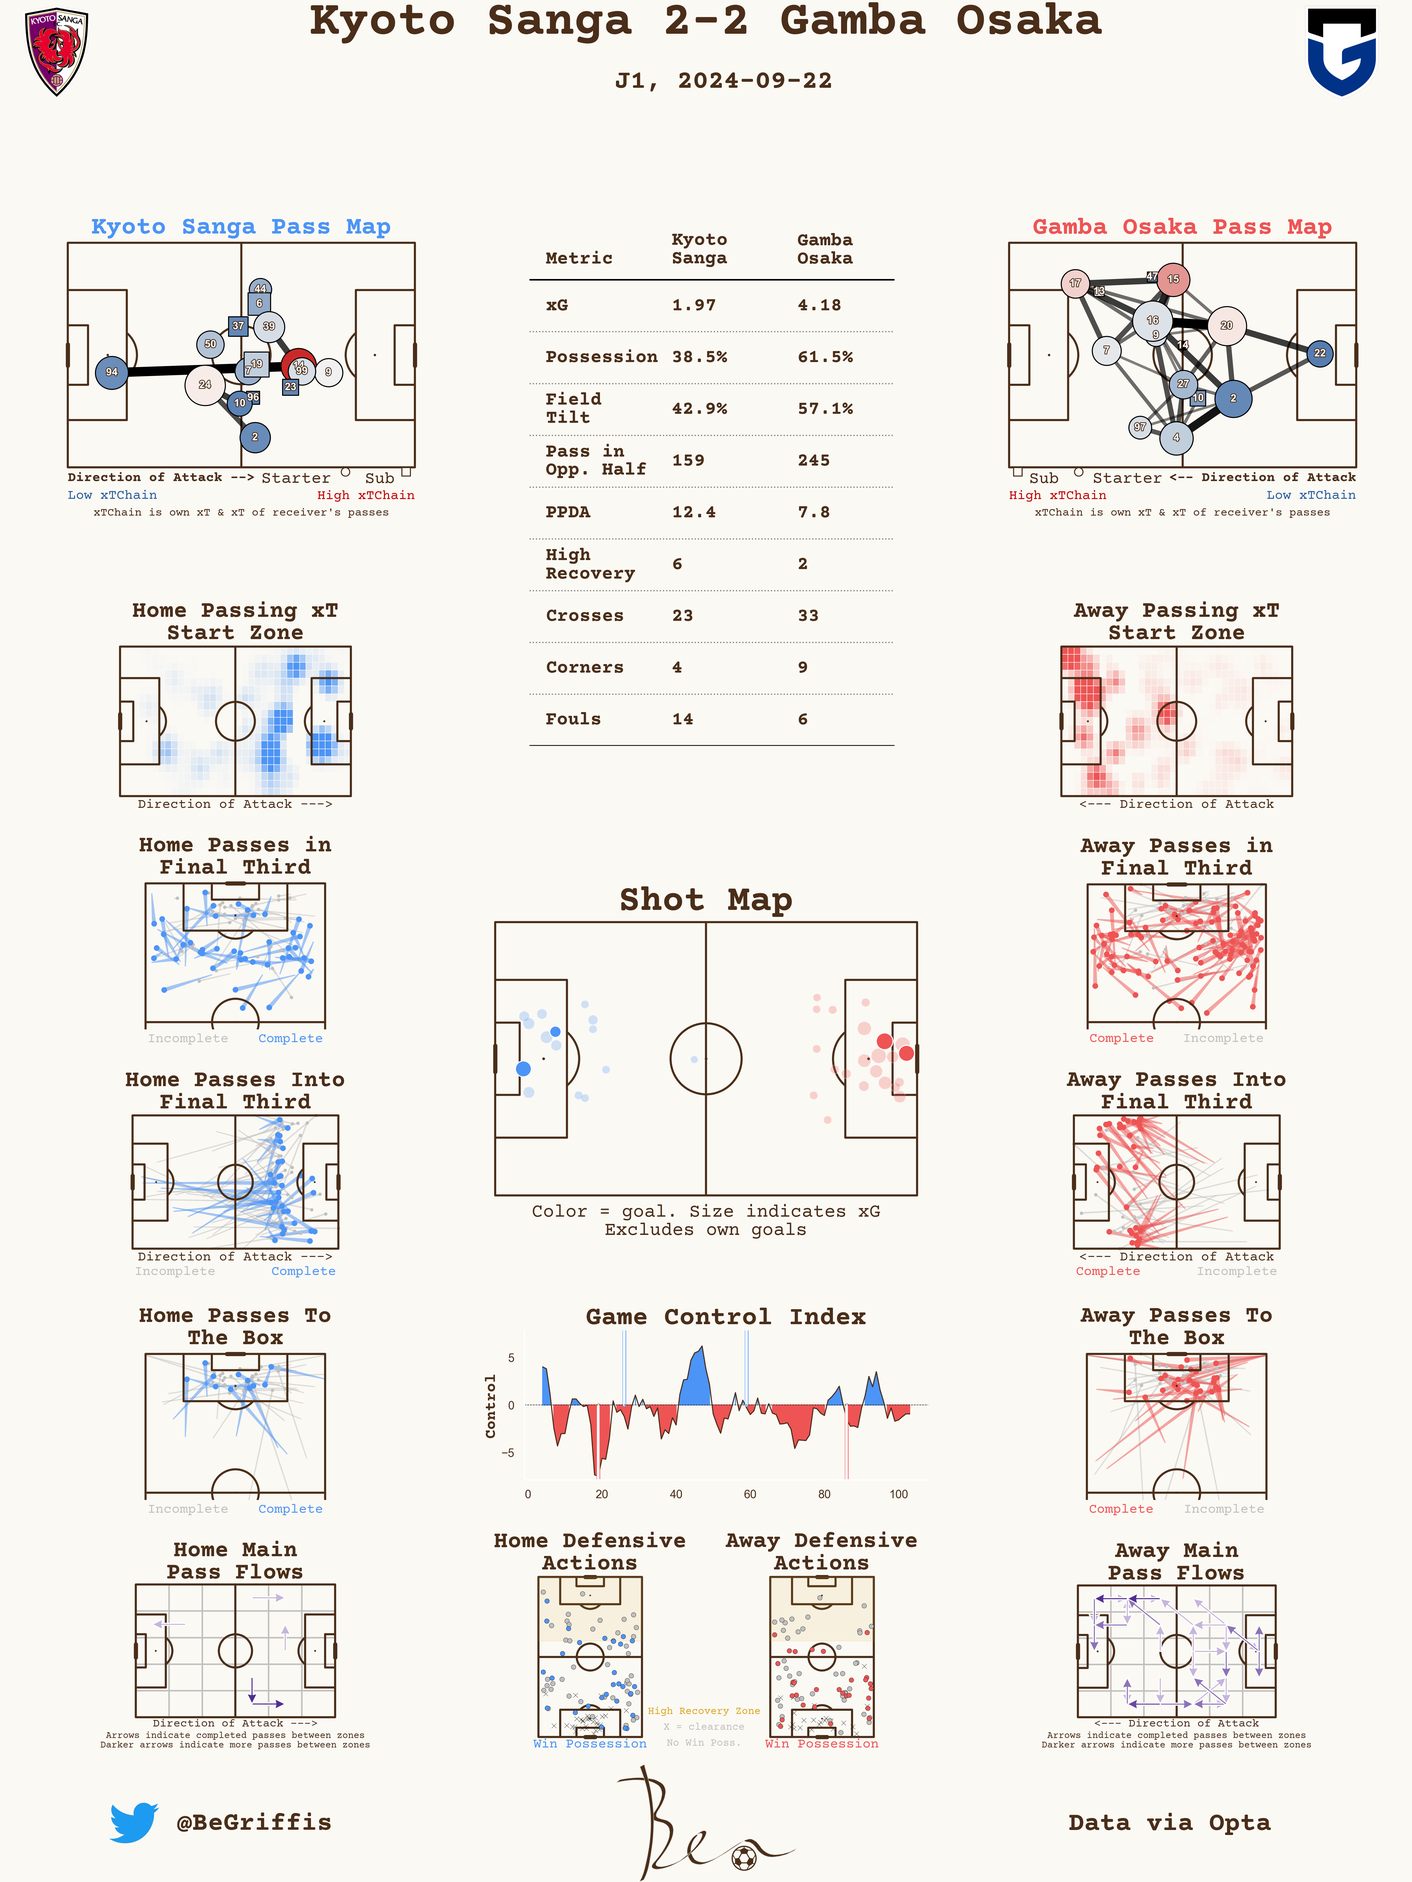 Kyoto Sanga 2-2 Gamba Osaka
J1, 2024-09-22
KYOTO SANGA
Kyoto Sanga Pass Map
44
6
37
39
50
94
7
19
14
99
9
24
23
10
96
2
Direction of Attack --> Starter Sub
Low xTChain High xTChain
xTChain is own xT & xT of receiver's passes
Metric Kyoto Sanga Gamba Osaka
xG 1.97 4.18
Possession 38.5% 61.5%
Field Tilt 42.9% 57.1%
Pass in Opp. Half 159 245
PPDA 12.4 7.8
High Recovery 6 2
Crosses 23 33
Corners 4 9
Fouls 14 6
Gamba Osaka Pass Map
17
13
47
15
16
9
20
14
7
22
27
10
2
97
4
Sub Starter <-- Direction of Attack
High xTChain Low xTChain
xTChain is own xT & xT of receiver's passes
Home Passing xT
Start Zone
Direction of Attack --->
Away Passing xT
Start Zone
<--- Direction of Attack
Home Passes in
Final Third
Incomplete Complete
Away Passes in
Final Third
Complete Incomplete
Shot Map
Color = goal. Size indicates xG
Excludes own goals
Home Passes Into
Final Third
Direction of Attack --->
Incomplete Complete
Away Passes Into
Final Third
<--- Direction of Attack
Complete Incomplete
Home Passes To
The Box
Incomplete Complete
Game Control Index
Control
5
0
−5
0 20 40 60 80 100
Away Passes To
The Box
Complete Incomplete
Home Main
Pass Flows
Direction of Attack --->
Arrows indicate completed passes between zones
Darker arrows indicate more passes between zones
Home Defensive
Actions
Win Possession
Away Defensive
Actions
Win Possession
High Recovery Zone
X = clearance
No Win Poss.
Away Main
Pass Flows
<--- Direction of Attack
Arrows indicate completed passes between zones
Darker arrows indicate more passes between zones
@BeGriffis
Ben
Data via Opta